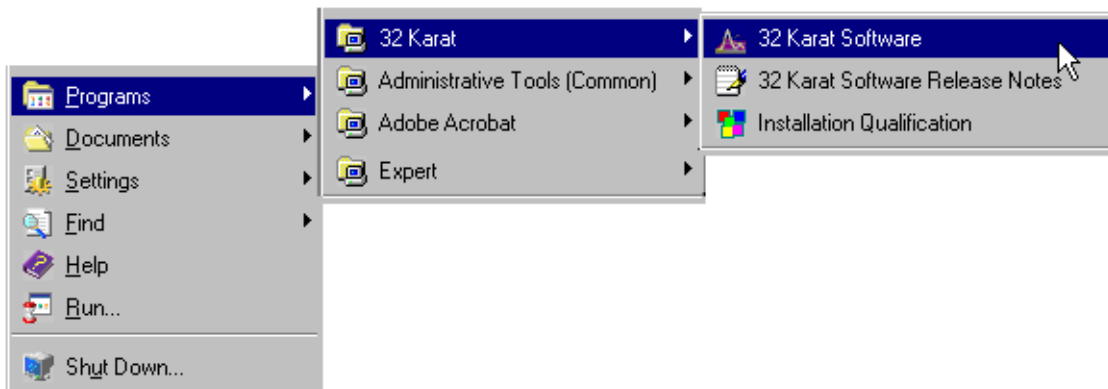 Programs
Documents
Settings
Find
Help
Run...
Shut Down...
32 Karat
Administrative Tools (Common)
Adobe Acrobat
Expert
32 Karat Software
32 Karat Software Release Notes
Installation Qualification